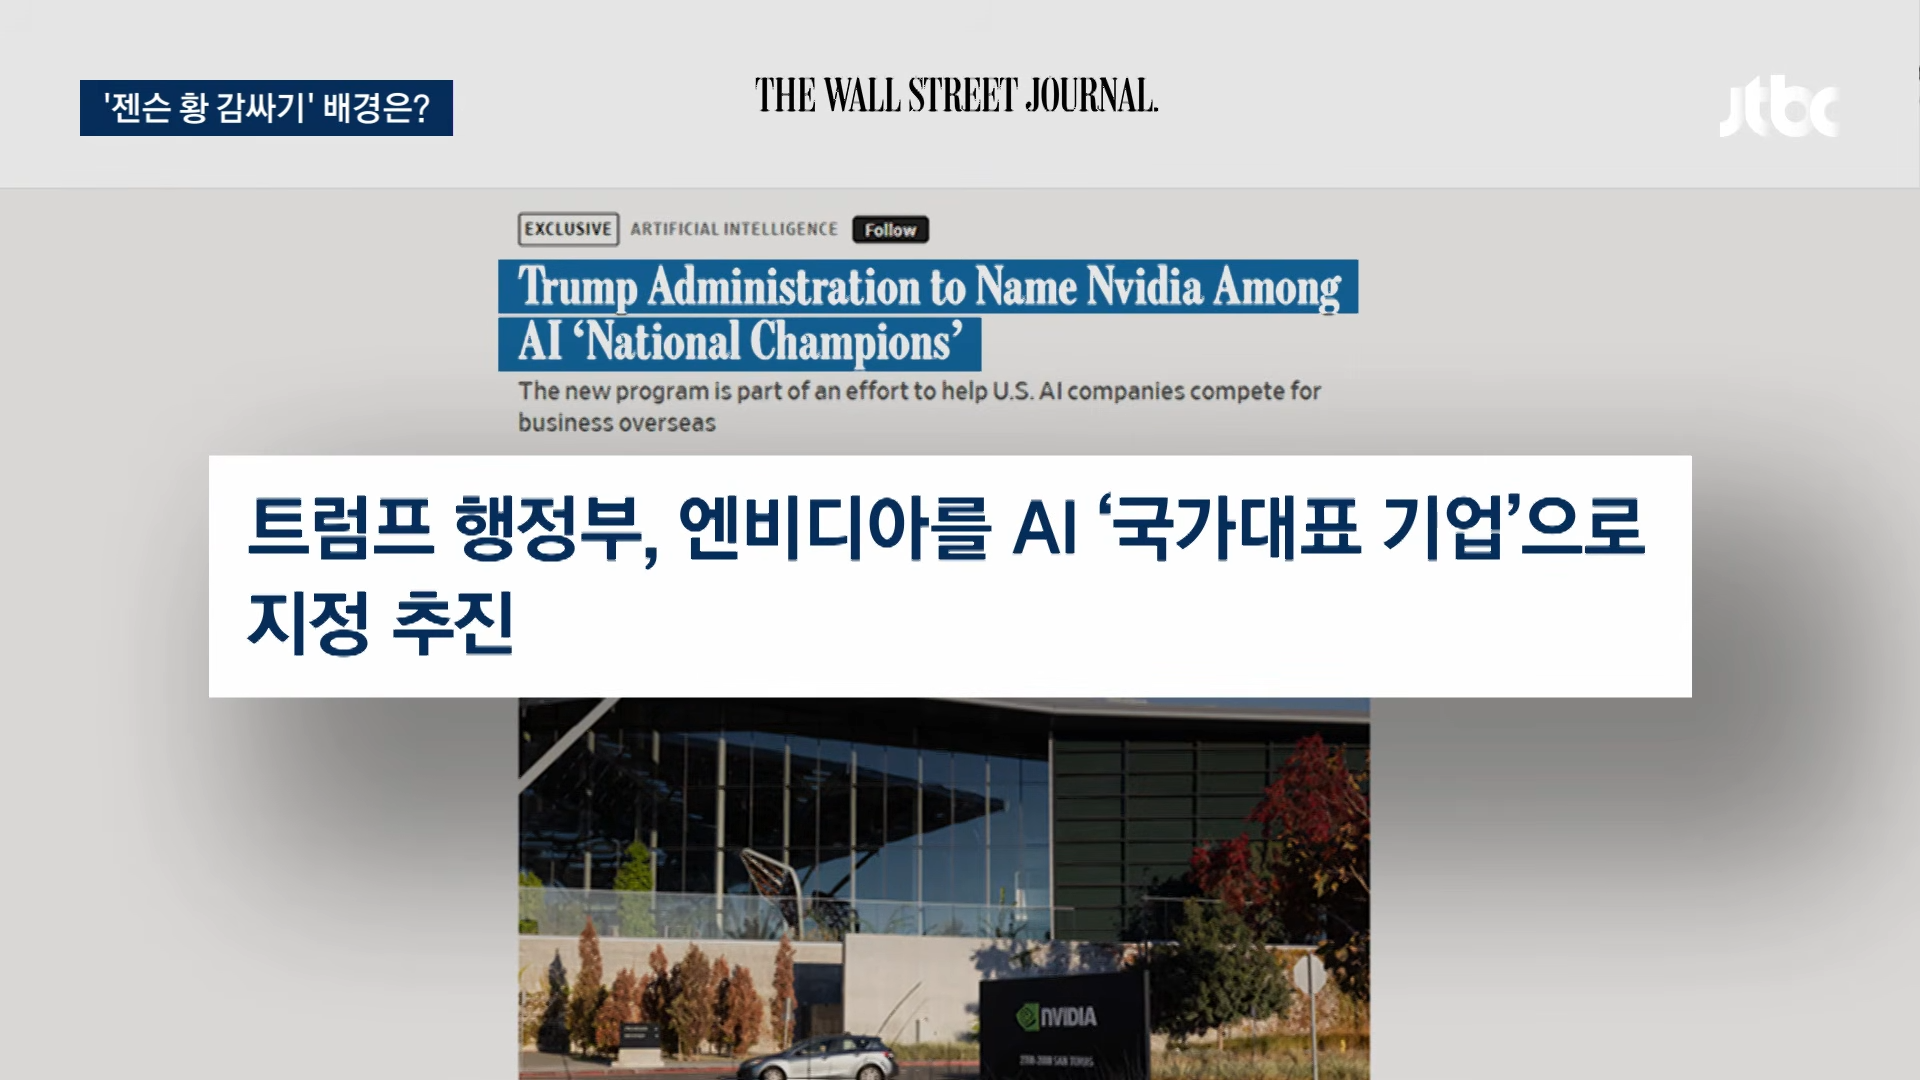 '젠슨 황 감싸기' 배경은?
THE WALL STREET JOURNAL.
jtbc
EXCLUSIVE ARTIFICIAL INTELLIGENCE Follow
Trump Administration to Name Nvidia Among
AI ‘National Champions’
The new program is part of an effort to help U.S. AI companies compete for
business overseas
트럼프 행정부, 엔비디아를 AI ‘국가대표 기업’으로
지정 추진
NVIDIA